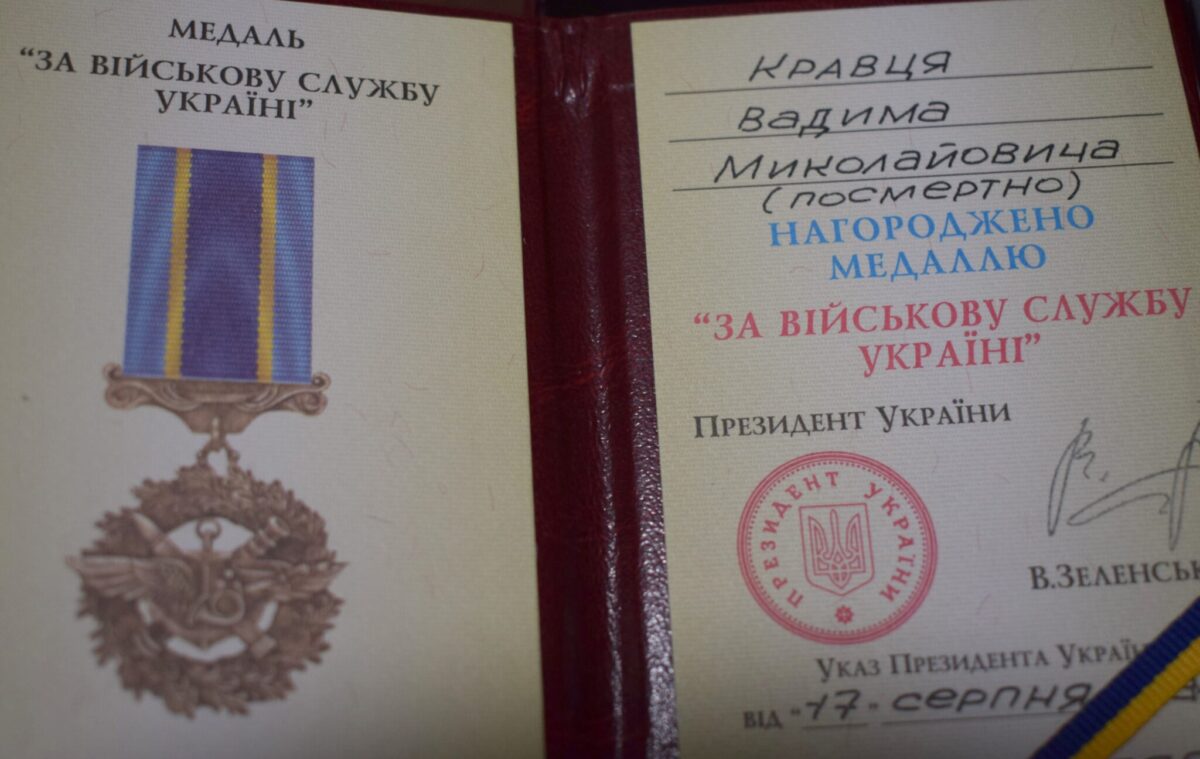 МЕДАЛЬ
“ЗА ВІЙСЬКОВУ СЛУЖБУ
УКРАЇНІ”
Кравця
Вадима
Миколайовича
(посмертно)
НАГОРОДЖЕНО
МЕДАЛЛЮ
“ЗА ВІЙСЬКОВУ СЛУЖБУ
УКРАЇНІ”
ПРЕЗИДЕНТ УКРАЇНИ
ПРЕЗИДЕНТ УКРАЇНИ
В.ЗЕЛЕНСЬК
УКАЗ ПРЕЗИДЕНТА УКРАЇ
ВІД “17” серпня